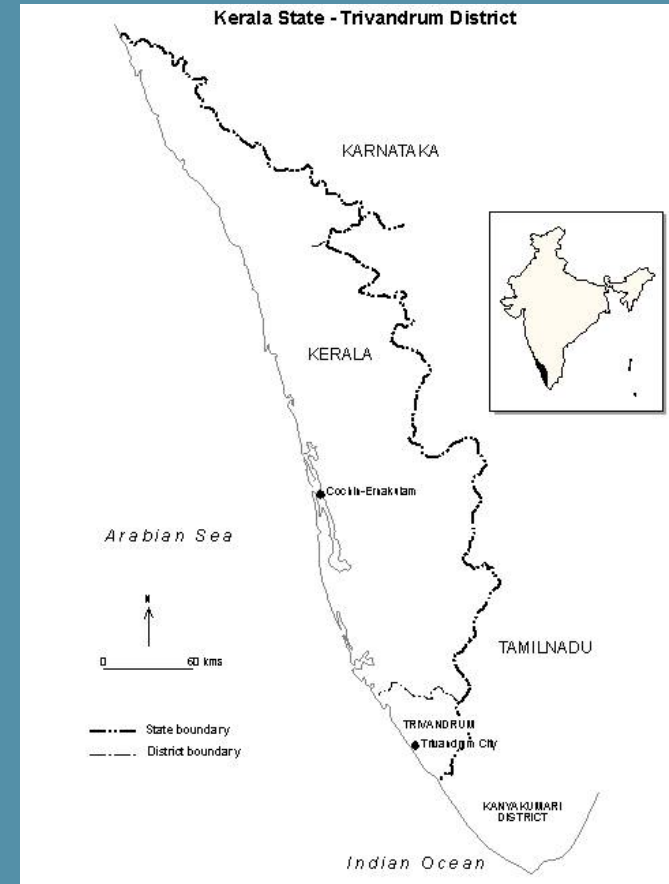 Kerala State - Trivandrum District
KARNATAKA
KERALA
Cochin-Ernakulam
Arabian Sea
N
0 60 kms
TAMILNADU
State boundary
District boundary
TRIVANDRUM
Trivandrum City
KANYAKUMARI
DISTRICT
Indian Ocean